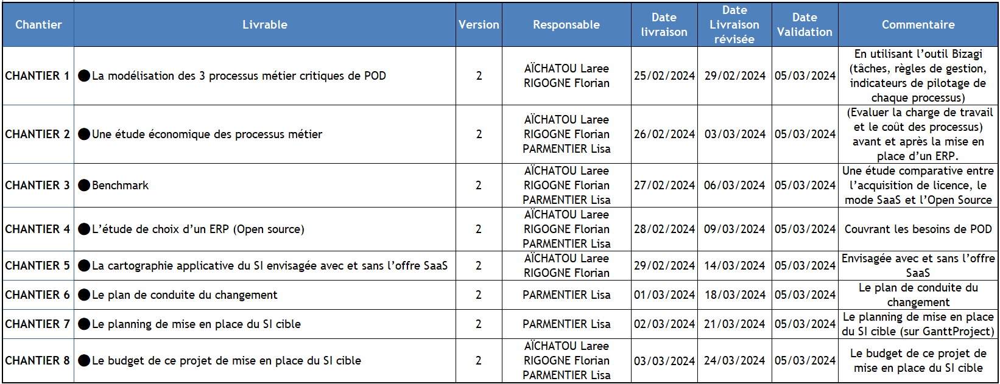 Chantier
Livrable
Version
Responsable
Date
livraison
Date
Livraison
révisée
Date
Validation
Commentaire
CHANTIER 1
La modélisation des 3 processus métier critiques de POD
2
AÏCHATOU Laree
RIGOGNE Florian
25/02/2024
29/02/2024
05/03/2024
En utilisant l’outil Bizagi
(tâches, règles de gestion,
indicateurs de pilotage de
chaque processus)
CHANTIER 2
Une étude économique des processus métier
2
AÏCHATOU Laree
RIGOGNE Florian
PARMENTIER Lisa
26/02/2024
03/03/2024
05/03/2024
(Evaluer la charge de travail
et le coût des processus)
avant et après la mise en
place d’un ERP.
CHANTIER 3
Benchmark
2
AÏCHATOU Laree
RIGOGNE Florian
PARMENTIER Lisa
27/02/2024
06/03/2024
05/03/2024
Une étude comparative entre
l’acquisition de licence, le
mode SaaS et l’Open Source
CHANTIER 4
L’étude de choix d’un ERP (Open source)
2
AÏCHATOU Laree
RIGOGNE Florian
PARMENTIER Lisa
28/02/2024
09/03/2024
05/03/2024
Couvrant les besoins de POD
CHANTIER 5
La cartographie applicative du SI envisagée avec et sans l’offre SaaS
2
AÏCHATOU Laree
RIGOGNE Florian
29/02/2024
14/03/2024
05/03/2024
Envisagée avec et sans l’offre
SaaS
CHANTIER 6
Le plan de conduite du changement
2
PARMENTIER Lisa
01/03/2024
18/03/2024
05/03/2024
Le plan de conduite du
changement
CHANTIER 7
Le planning de mise en place du SI cible
2
PARMENTIER Lisa
02/03/2024
21/03/2024
05/03/2024
Le planning de mise en place
du SI cible (sur GanttProject)
CHANTIER 8
Le budget de ce projet de mise en place du SI cible
2
AÏCHATOU Laree
RIGOGNE Florian
PARMENTIER Lisa
03/03/2024
24/03/2024
05/03/2024
Le budget de ce projet de
mise en place du SI cible